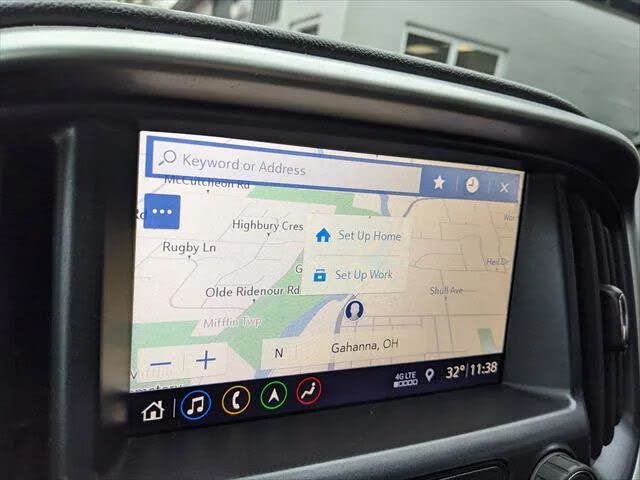 Keyword or Address
McCutcheon Rd
Highbury Cres
Rugby Ln
Set Up Home
Set Up Work
Olde Ridenour Rd
Shull Ave
Mifflin Twp
N
Gahanna, OH
4G LTE
32° 11:38